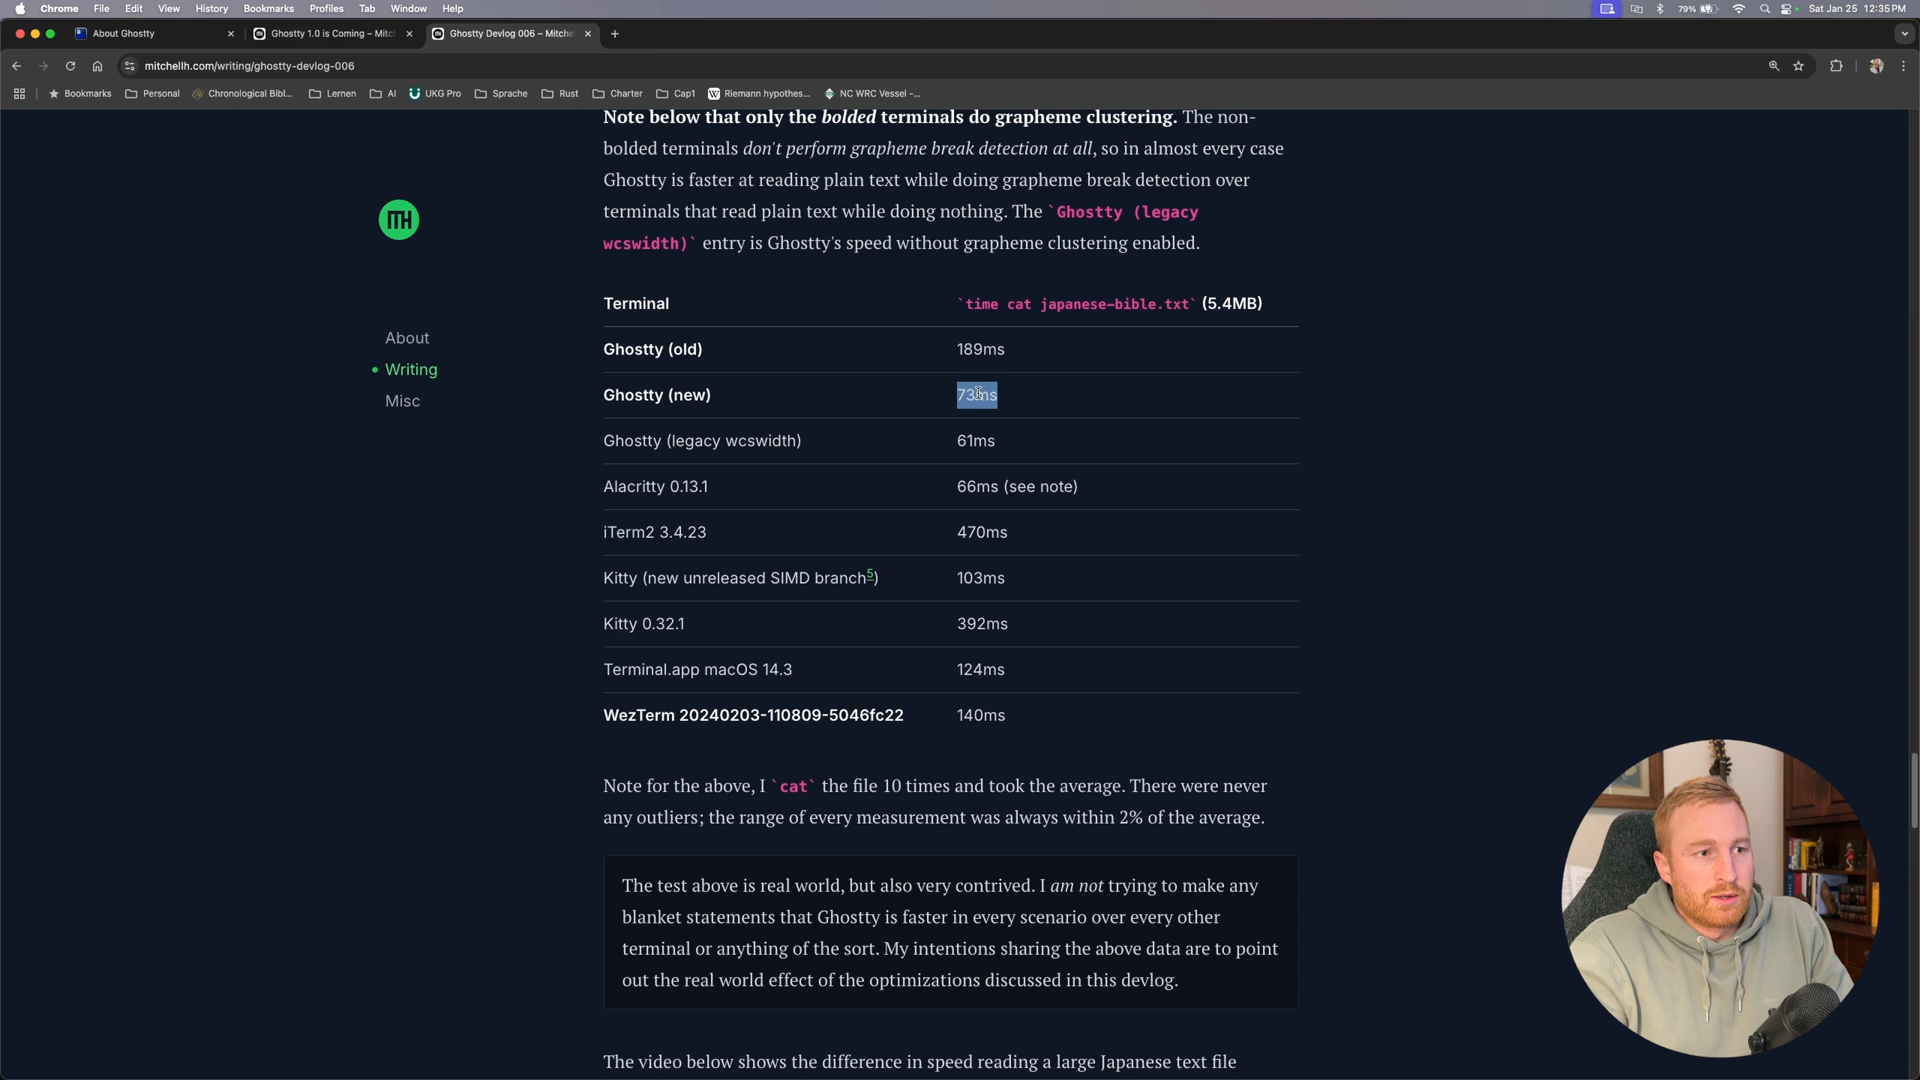 Chrome File Edit View History Bookmarks Profiles Tab Window Help 79% Sat Jan 25 12:35 PM
About Ghostty Ghostty 1.0 is Coming – Mitc Ghostty Devlog 006 – Mitche
mitchellh.com/writing/ghostty-devlog-006
Bookmarks Personal Chronological Bibl... Lernen AI UKG Pro Sprache Rust Charter Cap1 Riemann hypothes... NC WRC Vessel -...
Note below that only the bolded terminals do grapheme clustering. The non-
bolded terminals don't perform grapheme break detection at all, so in almost every case
Ghostty is faster at reading plain text while doing grapheme break detection over
terminals that read plain text while doing nothing. The `Ghostty (legacy
wcswidth)` entry is Ghostty's speed without grapheme clustering enabled.
MH
About
Writing
Misc
Terminal `time cat japanese-bible.txt` (5.4MB)
Ghostty (old) 189ms
Ghostty (new) 73ms
Ghostty (legacy wcswidth) 61ms
Alacritty 0.13.1 66ms (see note)
iTerm2 3.4.23 470ms
Kitty (new unreleased SIMD branch5) 103ms
Kitty 0.32.1 392ms
Terminal.app macOS 14.3 124ms
WezTerm 20240203-110809-5046fc22 140ms
Note for the above, I `cat` the file 10 times and took the average. There were never
any outliers; the range of every measurement was always within 2% of the average.
The test above is real world, but also very contrived. I am not trying to make any
blanket statements that Ghostty is faster in every scenario over every other
terminal or anything of the sort. My intentions sharing the above data are to point
out the real world effect of the optimizations discussed in this devlog.
The video below shows the difference in speed reading a large Japanese text file